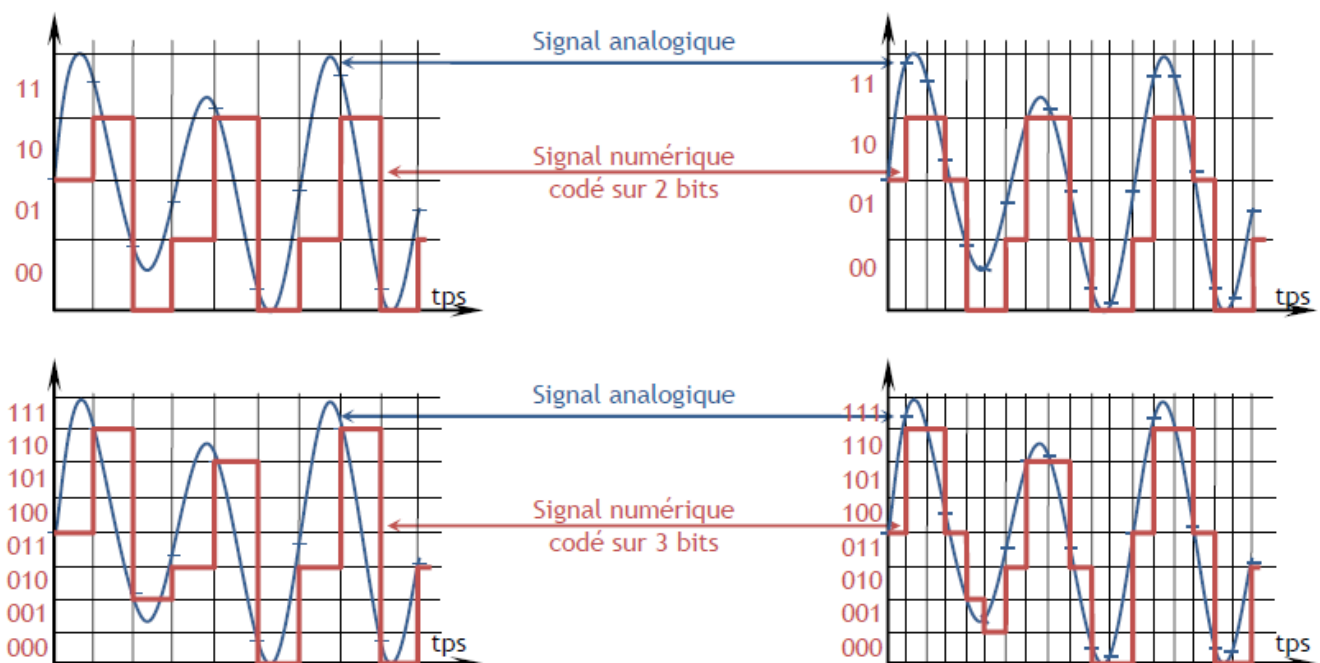 Signal analogique
11
10
01
00
Signal numérique
codé sur 2 bits
tps
11
10
01
00
tps
Signal analogique
111
110
101
100
011
010
001
000
Signal numérique
codé sur 3 bits
tps
111
110
101
100
011
010
001
000
tps